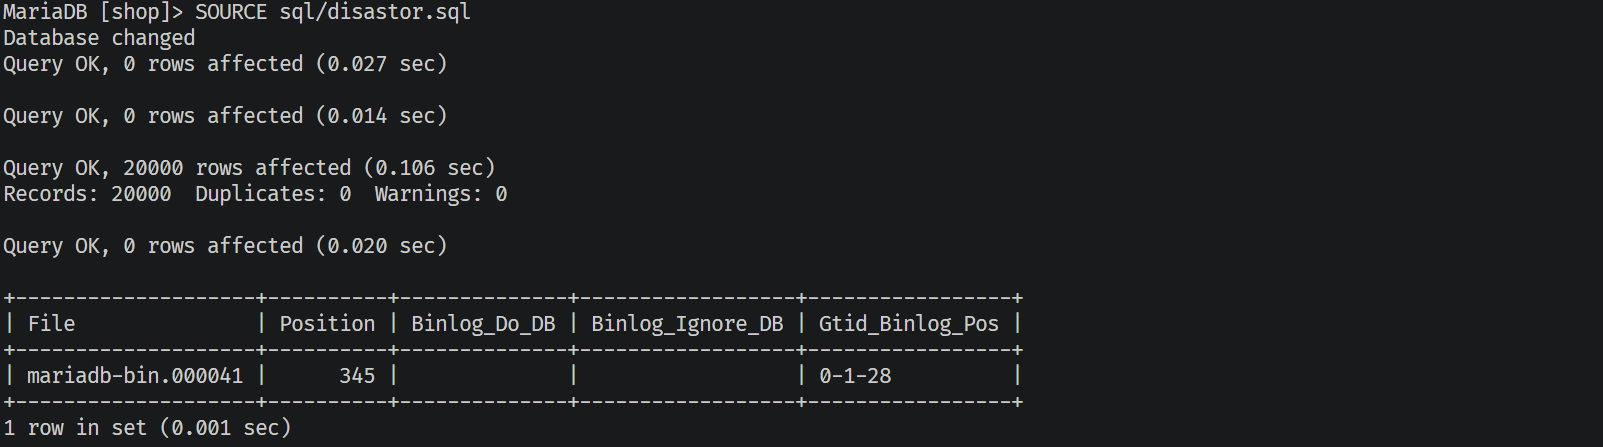 MariaDB [shop]> SOURCE sql/disastor.sql
Database changed
Query OK, 0 rows affected (0.027 sec)

Query OK, 0 rows affected (0.014 sec)

Query OK, 20000 rows affected (0.106 sec)
Records: 20000  Duplicates: 0  Warnings: 0

Query OK, 0 rows affected (0.020 sec)

+--------------------+----------+--------------+------------------+-----------------+
| File               | Position | Binlog_Do_DB | Binlog_Ignore_DB | Gtid_Binlog_Pos |
+--------------------+----------+--------------+------------------+-----------------+
| mariadb-bin.000041 |      345 |              |                  | 0-1-28          |
+--------------------+----------+--------------+------------------+-----------------+
1 row in set (0.001 sec)